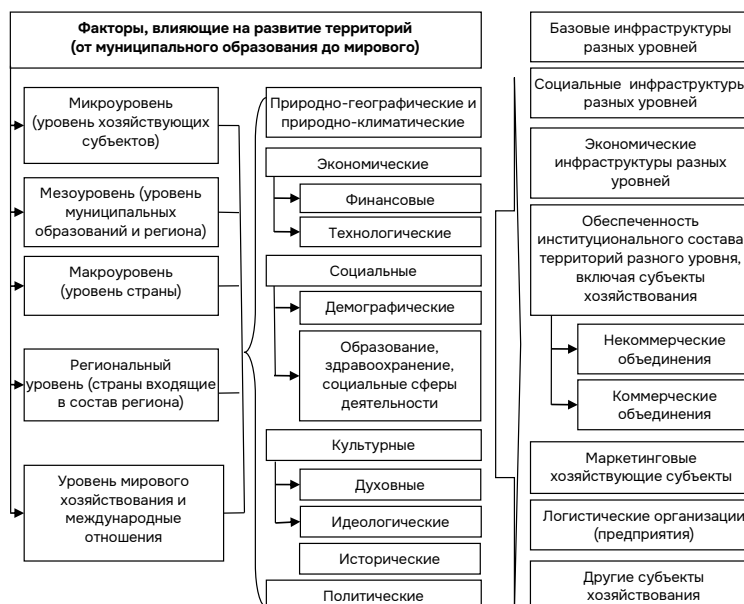 Факторы, влияющие на развитие территорий
(от муниципального образования до мирового)
Микроуровень
(уровень хозяйствующих
субъектов)
Мезоуровень (уровень
муниципальных
образований и региона)
Макроуровень
(уровень страны)
Региональный
уровень (страны входящие
в состав региона)
Уровень мирового
хозяйствования и
международные
отношения
Природно-географические и
природно-климатические
Экономические
Финансовые
Технологические
Социальные
Демографические
Образование,
здравоохранение,
социальные сферы
деятельности
Культурные
Духовные
Идеологические
Исторические
Политические
Базовые инфраструктуры
разных уровней
Социальные инфраструктуры
разных уровней
Экономические
инфраструктуры разных
уровней
Обеспеченность
институционального состава
территорий разного уровня,
включая субъекты
хозяйствования
Некоммерческие
объединения
Коммерческие
объединения
Маркетинговые
хозяйствующие субъекты
Логистические организации
(предприятия)
Другие субъекты
хозяйствования